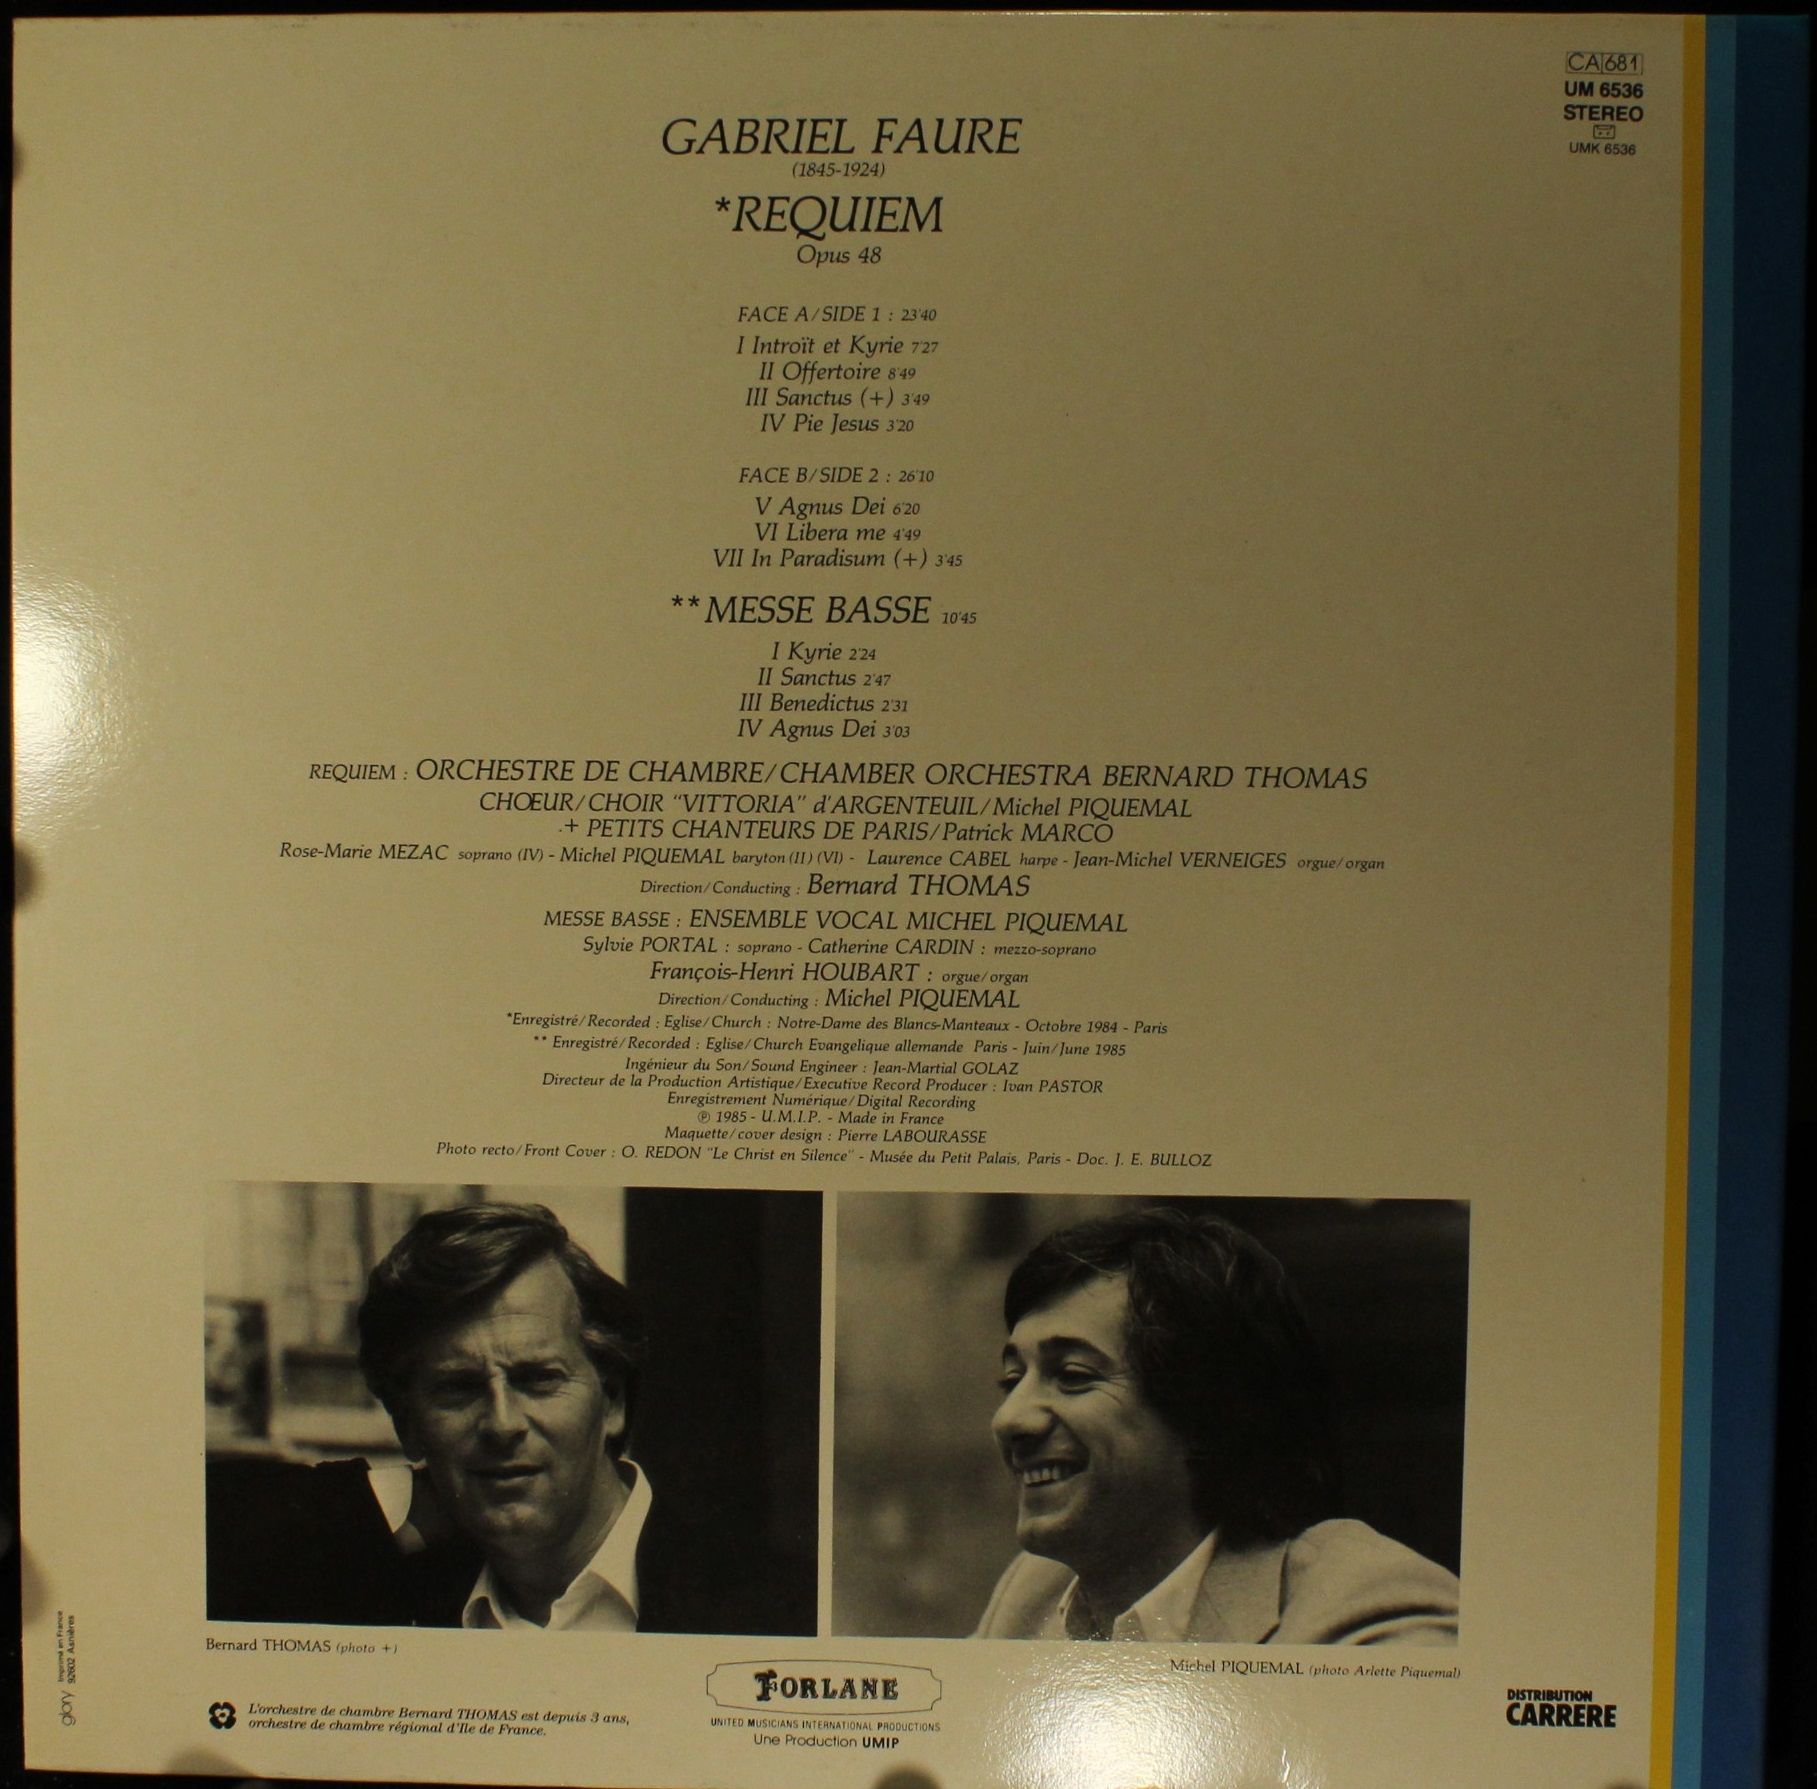 CA 681
UM 6536
STEREO
UMK 6536
GABRIEL FAURE
(1845-1924)
*REQUIEM
Opus 48
FACE A/SIDE 1 : 23'40
I Introït et Kyrie 7'27
II Offertoire 8'49
III Sanctus (+) 3'49
IV Pie Jesus 3'20
FACE B/SIDE 2 : 26'10
V Agnus Dei 6'20
VI Libera me 4'49
VII In Paradisum (+) 3'45
**MESSE BASSE 10'45
I Kyrie 2'24
II Sanctus 2'47
III Benedictus 2'31
IV Agnus Dei 3'03
REQUIEM : ORCHESTRE DE CHAMBRE/CHAMBER ORCHESTRA BERNARD THOMAS
CHŒUR/CHOIR "VITTORIA" d'ARGENTEUIL/Michel PIQUEMAL
+ PETITS CHANTEURS DE PARIS/Patrick MARCO
Rose-Marie MEZAC soprano (IV) - Michel PIQUEMAL baryton (II) (VI) - Laurence CABEL harpe - Jean-Michel VERNEIGES orgue/organ
Direction/Conducting : Bernard THOMAS
MESSE BASSE : ENSEMBLE VOCAL MICHEL PIQUEMAL
Sylvie PORTAL : soprano - Catherine CARDIN : mezzo-soprano
François-Henri HOUBART : orgue/organ
Direction/Conducting : Michel PIQUEMAL
*Enregistré/Recorded : Eglise/Church : Notre-Dame des Blancs-Manteaux - Octobre 1984 - Paris
** Enregistré/Recorded : Eglise/Church Evangelique allemande Paris - Juin/June 1985
Ingénieur du Son/Sound Engineer : Jean-Martial GOLAZ
Directeur de la Production Artistique/Executive Record Producer : Ivan PASTOR
Enregistrement Numérique/Digital Recording
℗ 1985 - U.M.I.P. - Made in France
Maquette/cover design : Pierre LABOURASSE
Photo recto/Front Cover : O. REDON "Le Christ en Silence" - Musée du Petit Palais, Paris - Doc. J. E. BULLOZ
Bernard THOMAS (photo +)
Michel PIQUEMAL (photo Arlette Piquemal)
L'orchestre de chambre Bernard THOMAS est depuis 3 ans,
orchestre de chambre régional d'Ile de France.
FORLANE
UNITED MUSICIANS INTERNATIONAL PRODUCTIONS
Une Production UMIP
DISTRIBUTION
CARRERE
glory
Imprimé en France
92602 Asnières